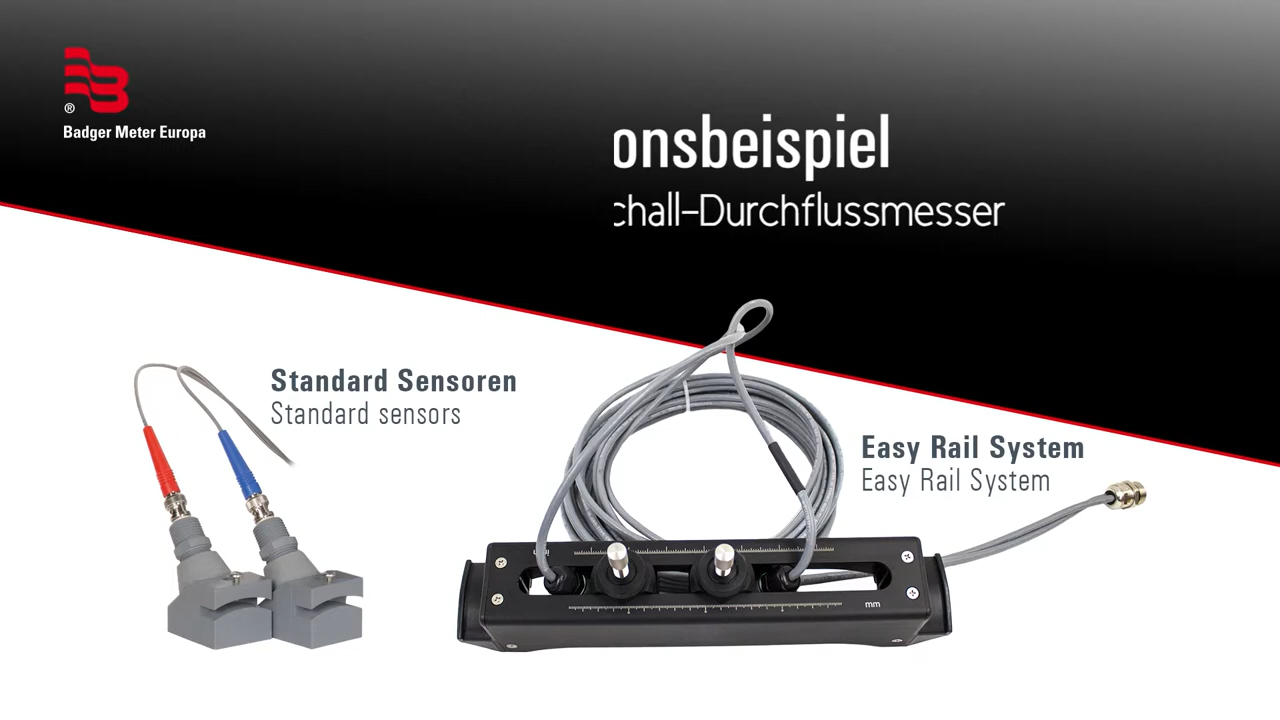 ®
Badger Meter Europa
onsbeispiel
chall-Durchflussmesser
Standard Sensoren
Standard sensors
Easy Rail System
Easy Rail System
mm